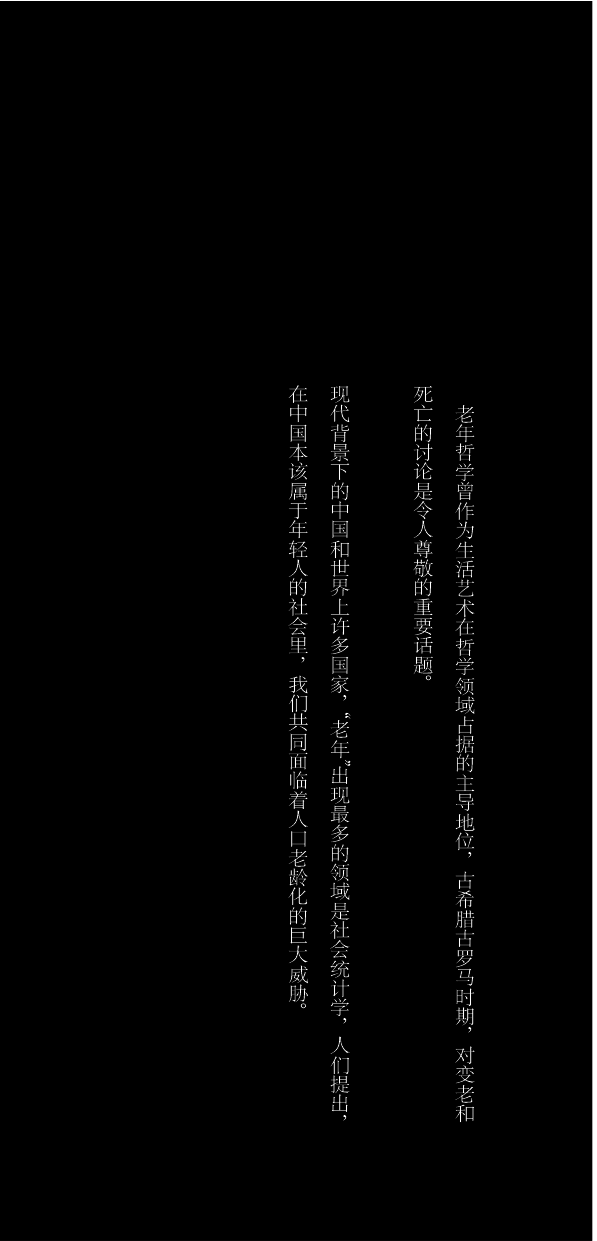 老年哲学曾作为生活艺术在哲学领域占据的主导地位，古希腊古罗马时期，对变老和
死亡的讨论是令人尊敬的重要话题。
现代背景下的中国和世界上许多国家，“老年”出现最多的领域是社会统计学，人们提出，
在中国本该属于年轻人的社会里，我们共同面临着人口老龄化的巨大威胁。